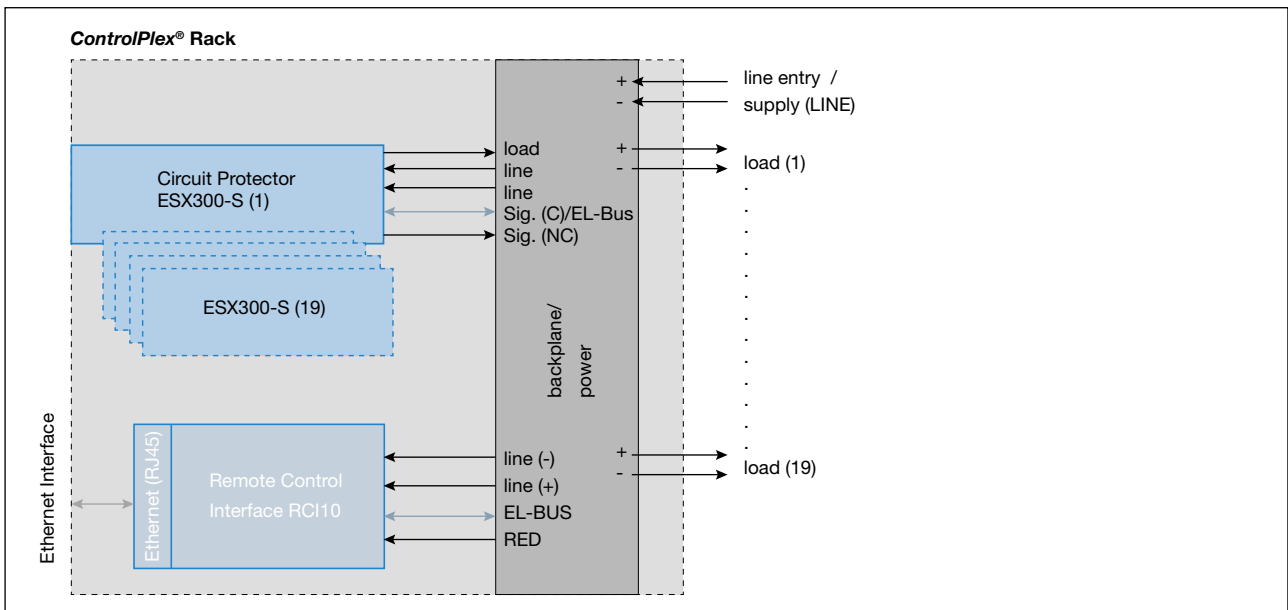 ControlPlex® Rack
+
-
line entry /
supply (LINE)
Circuit Protector
ESX300-S (1)
load
line
line
Sig. (C)/EL-Bus
Sig. (NC)
+
-
load (1)
.
.
.
.
.
.
.
.
.
.
.
.
.
ESX300-S (19)
backplane/
power
Ethernet Interface
Ethernet (RJ45)
Remote Control
Interface RCI10
line (-)
line (+)
EL-BUS
RED
+
-
load (19)